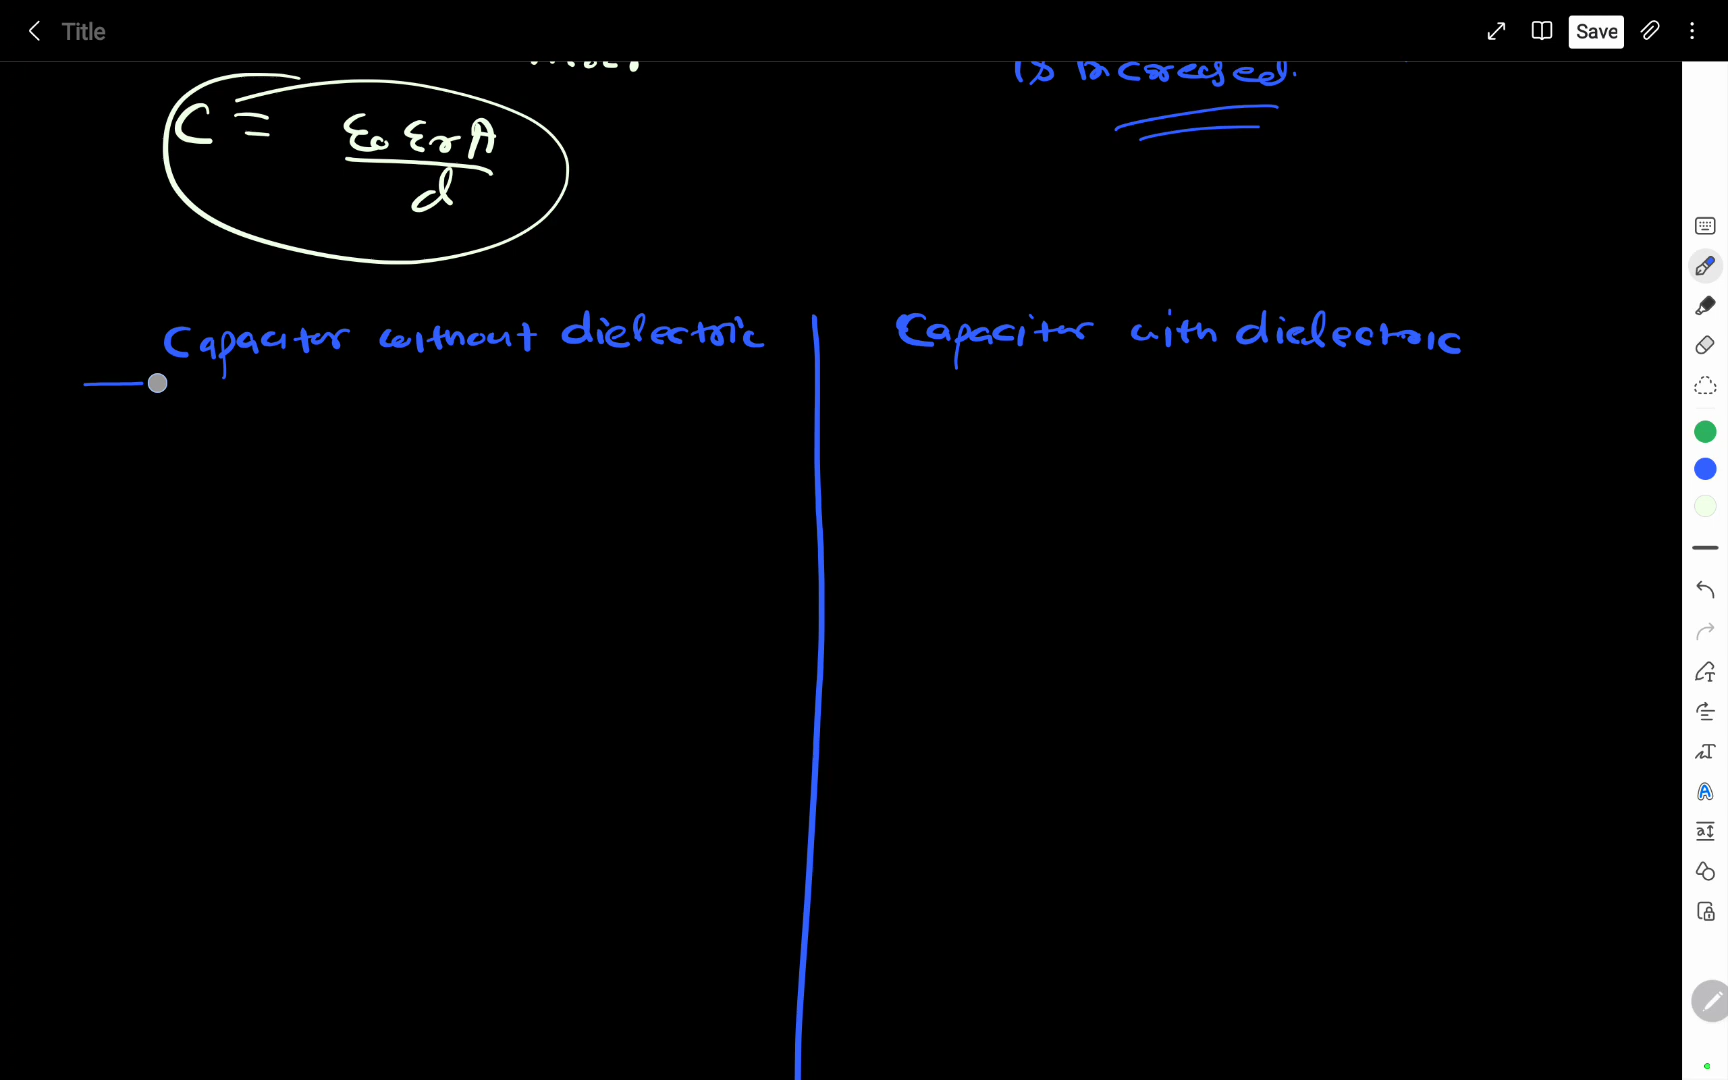 Title
Save
is increased.
C = ε₀ εr A
d
Capacitor without dielectric
Capacitor with dielectric